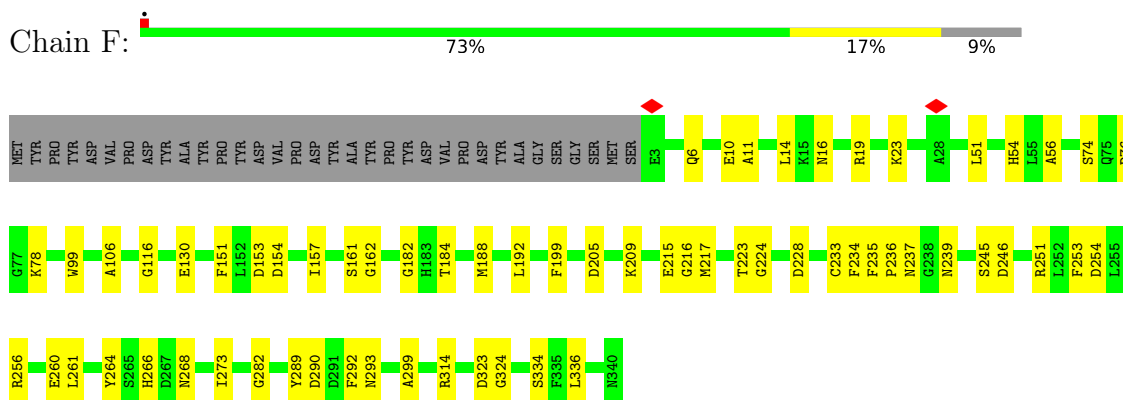 Chain F:
73% 17% 9%
MET TYR PRO TYR ASP VAL PRO ASP TYR ALA TYR PRO TYR ASP VAL PRO ASP TYR ALA TYR PRO TYR ASP VAL PRO ASP TYR ALA GLY SER GLY SER MET SER E3 Q6 E10 A11 L14 K15 N16 R19 K23 A28 L51 H54 L55 A56 S74 Q75
G77 K78 W99 A106 G116 E130 F151 L152 D153 D154 I157 S161 G162 G182 H183 T184 M188 L192 F199 D205 K209 E215 G216 M217 T223 G224 D228 C233 F234 F235 P236 N237 G238 N239 S245 D246 R251 L252 F253 D254 L255
R256 E260 L261 Y264 S265 H266 D267 N268 I273 G282 Y289 D290 D291 F292 N293 A299 R314 D323 G324 S334 F335 L336 N340